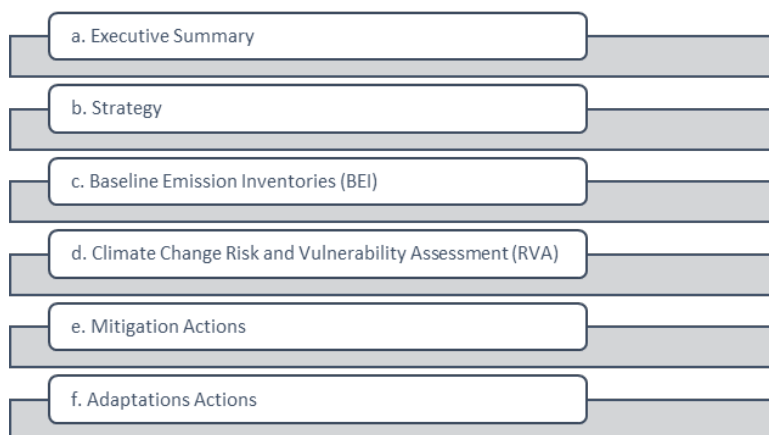 a. Executive Summary
b. Strategy
c. Baseline Emission Inventories (BEI)
d. Climate Change Risk and Vulnerability Assessment (RVA)
e. Mitigation Actions
f. Adaptations Actions